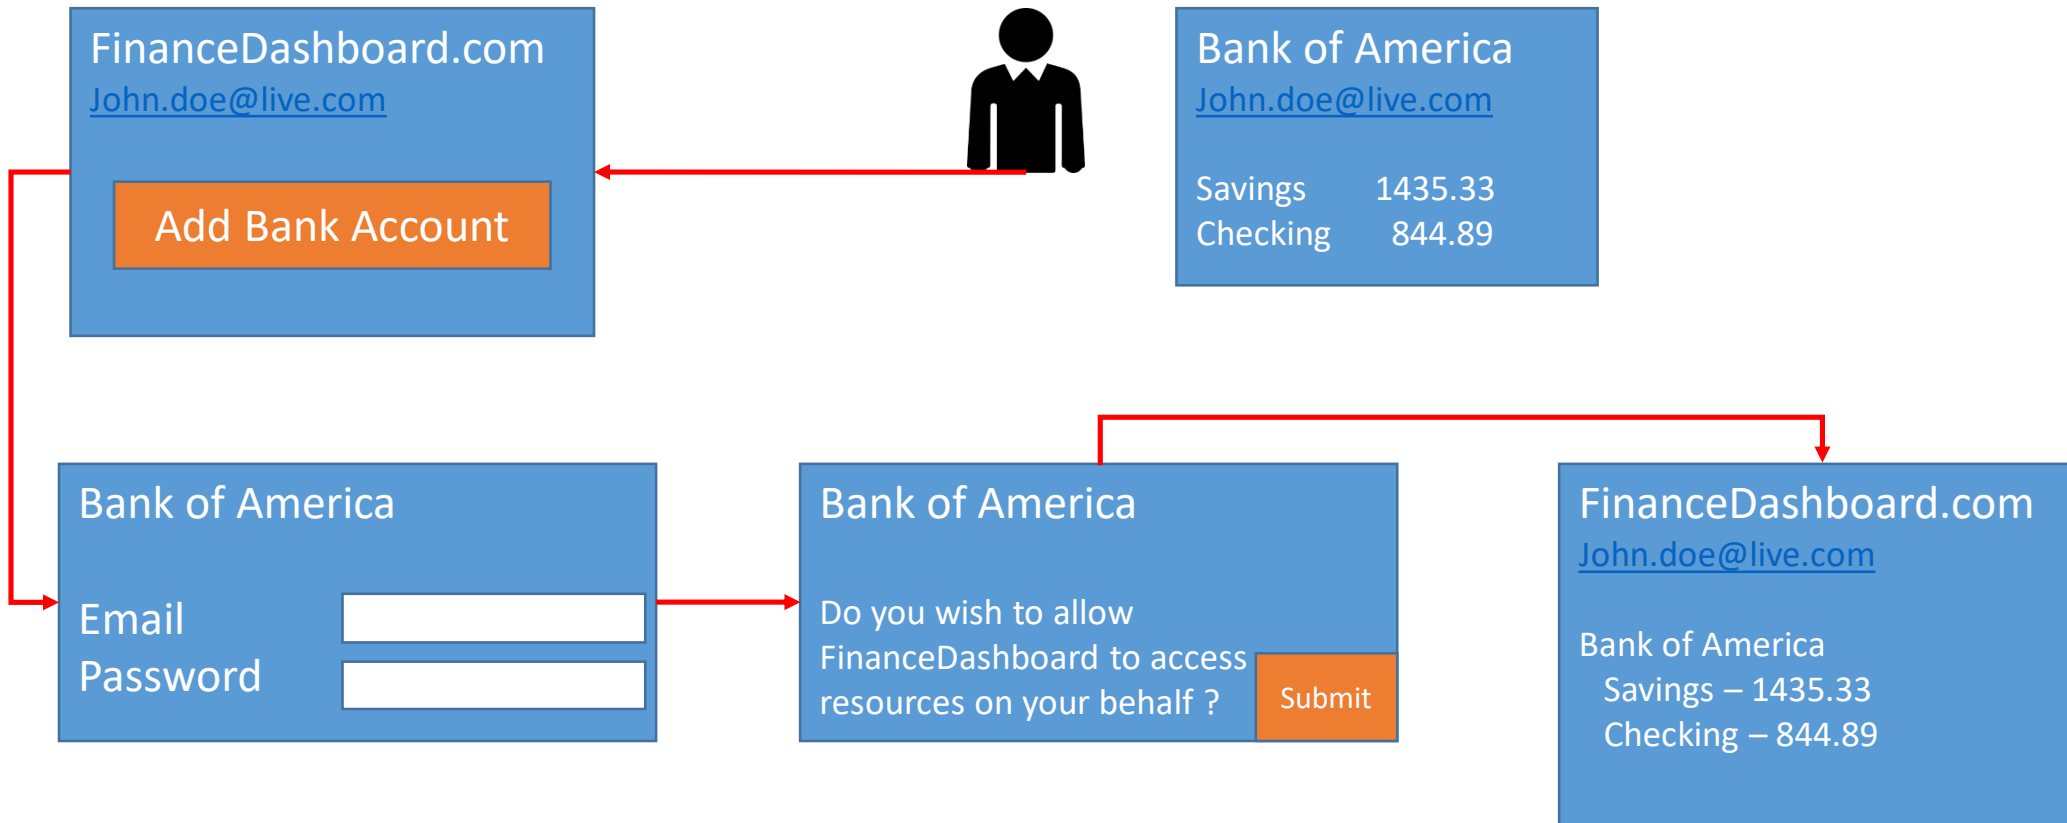 FinanceDashboard.com
John.doe@live.com
Add Bank Account
Bank of America
John.doe@live.com
Savings 1435.33
Checking 844.89
Bank of America
Email
Password
Bank of America
Do you wish to allow
FinanceDashboard to access
resources on your behalf ?
Submit
FinanceDashboard.com
John.doe@live.com
Bank of America
Savings – 1435.33
Checking – 844.89